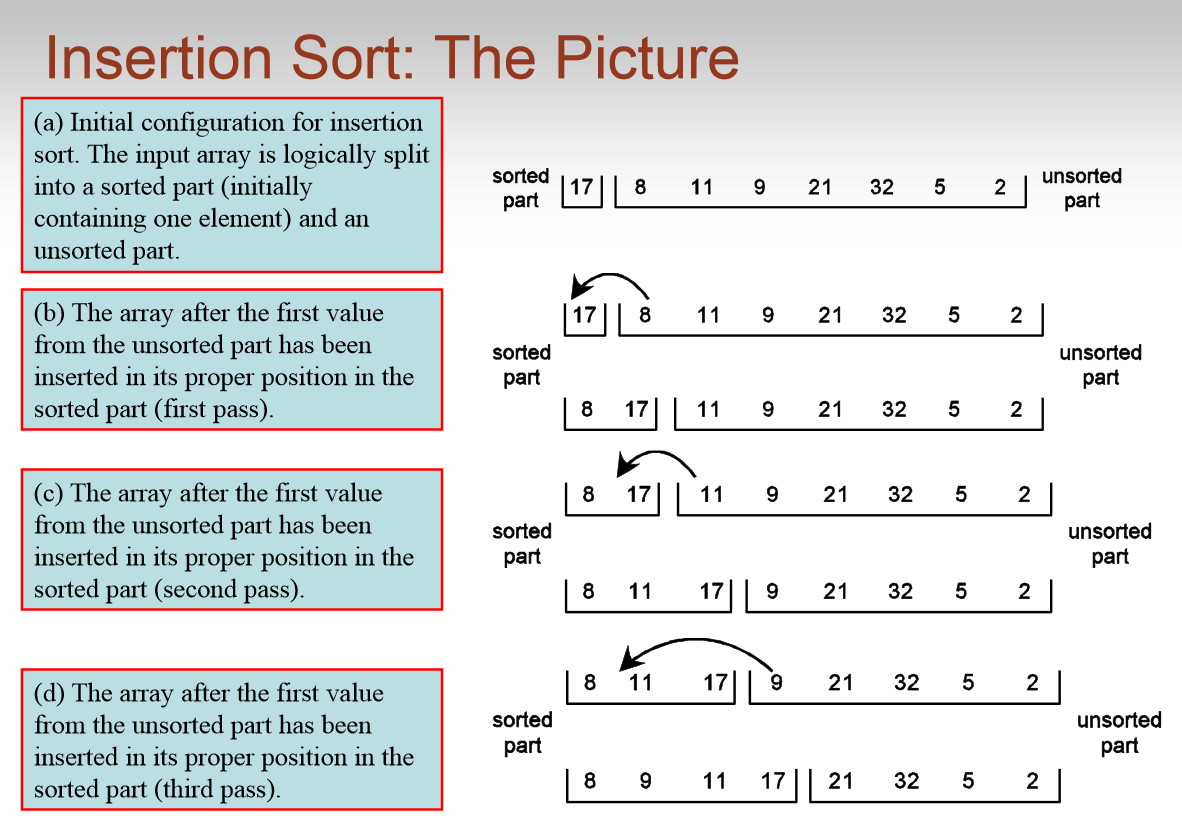 Insertion Sort: The Picture
(a) Initial configuration for insertion
sort. The input array is logically split
into a sorted part (initially
containing one element) and an
unsorted part.
sorted
part
17 8 11 9 21 32 5 2
unsorted
part
(b) The array after the first value
from the unsorted part has been
inserted in its proper position in the
sorted part (first pass).
17 8 11 9 21 32 5 2
sorted
part
unsorted
part
8 17 11 9 21 32 5 2
(c) The array after the first value
from the unsorted part has been
inserted in its proper position in the
sorted part (second pass).
8 17 11 9 21 32 5 2
sorted
part
unsorted
part
8 11 17 9 21 32 5 2
(d) The array after the first value
from the unsorted part has been
inserted in its proper position in the
sorted part (third pass).
8 11 17 9 21 32 5 2
sorted
part
unsorted
part
8 9 11 17 21 32 5 2